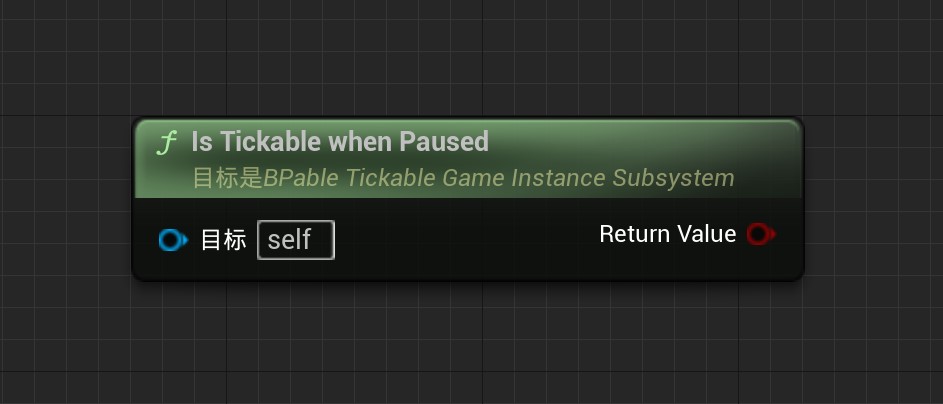 f Is Tickable when Paused
目标是BPable Tickable Game Instance Subsystem
目标 self Return Value